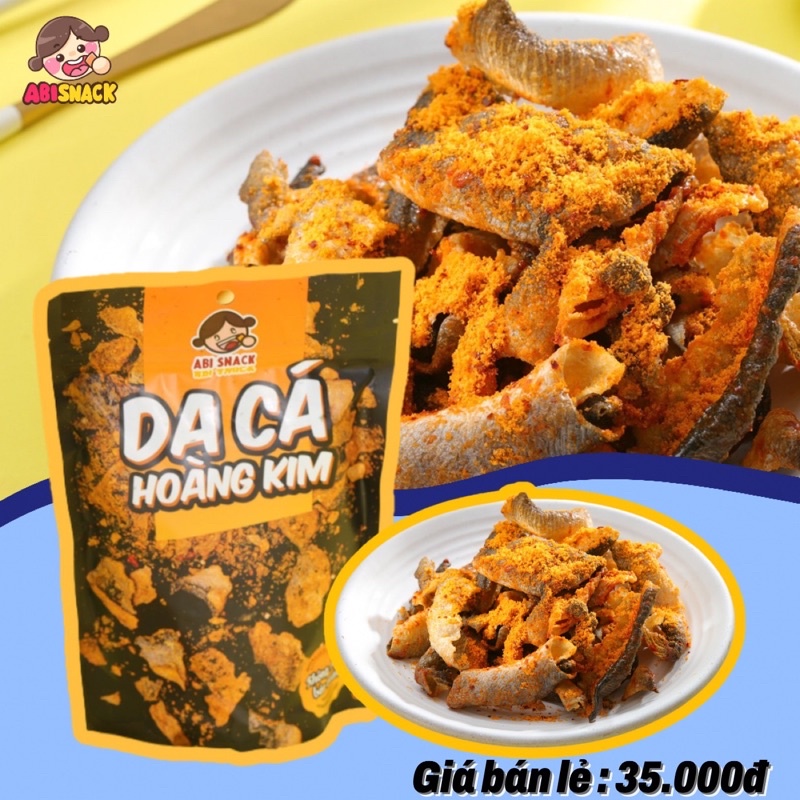 ABISNACK
ABI SNACK
DA CÁ
HOÀNG KIM
Giá bán lẻ : 35.000đ